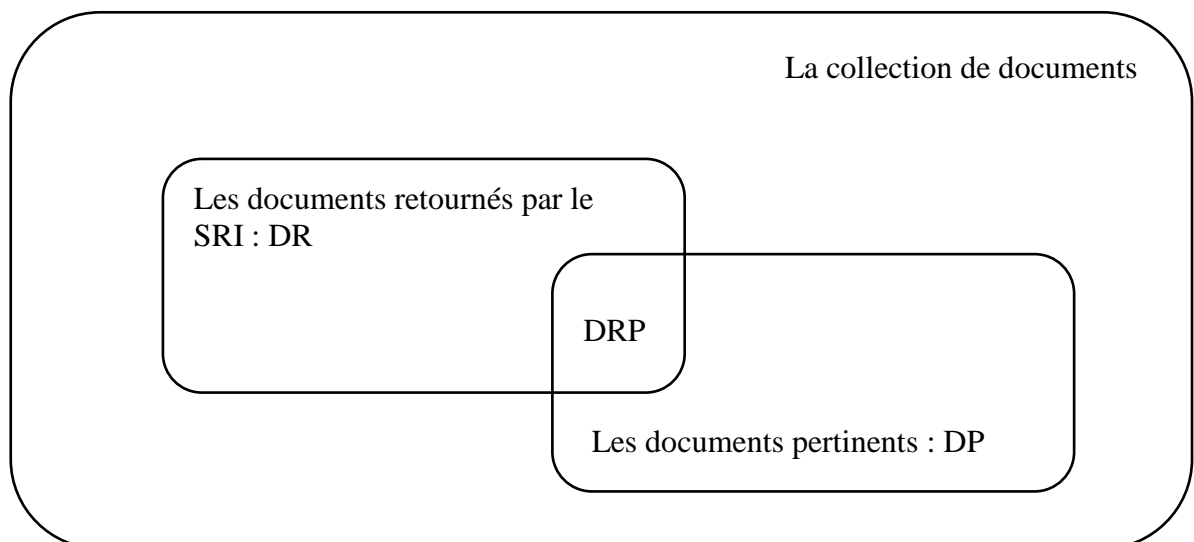 La collection de documents
Les documents retournés par le
SRI : DR
DRP
Les documents pertinents : DP